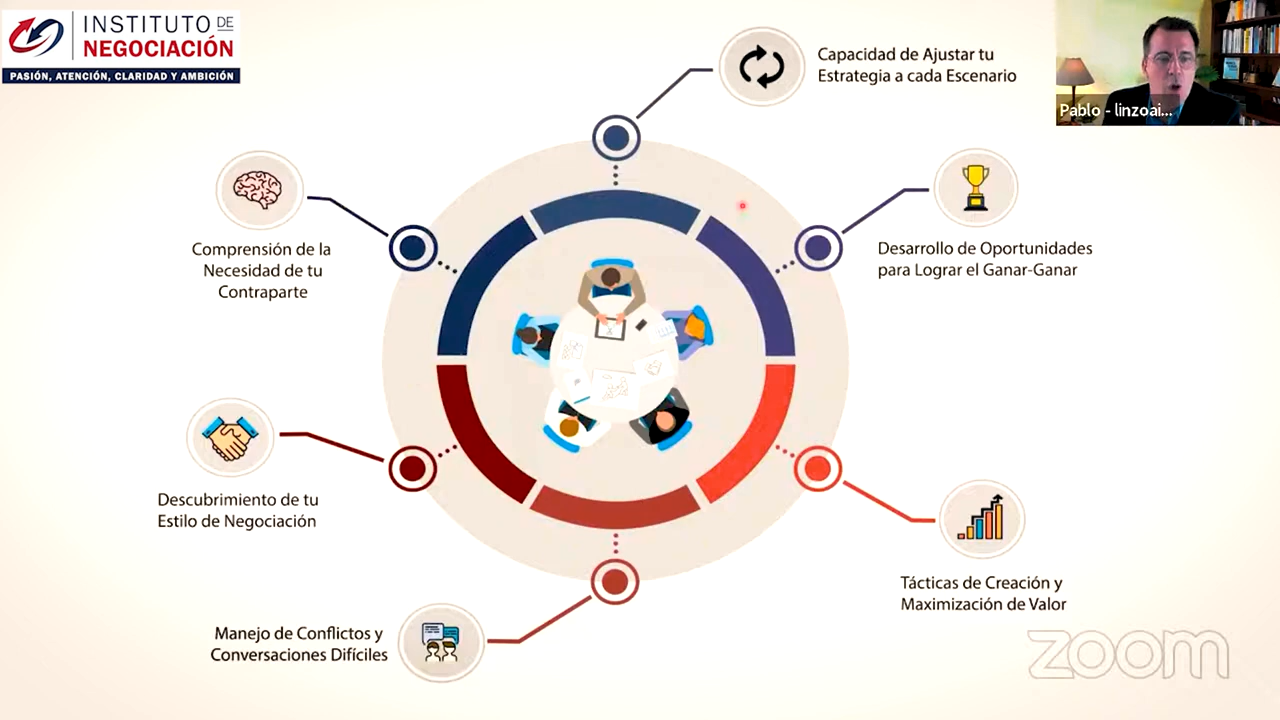 INSTITUTO DE
NEGOCIACIÓN
PASIÓN, ATENCIÓN, CLARIDAD Y AMBICIÓN
Capacidad de Ajustar tu
Estrategia a cada Escenario
Pablo - linzoai...
Comprensión de la
Necesidad de tu
Contraparte
Desarrollo de Oportunidades
para Lograr el Ganar-Ganar
Descubrimiento de tu
Estilo de Negociación
Tácticas de Creación y
Maximización de Valor
Manejo de Conflictos y
Conversaciones Difíciles
zoom